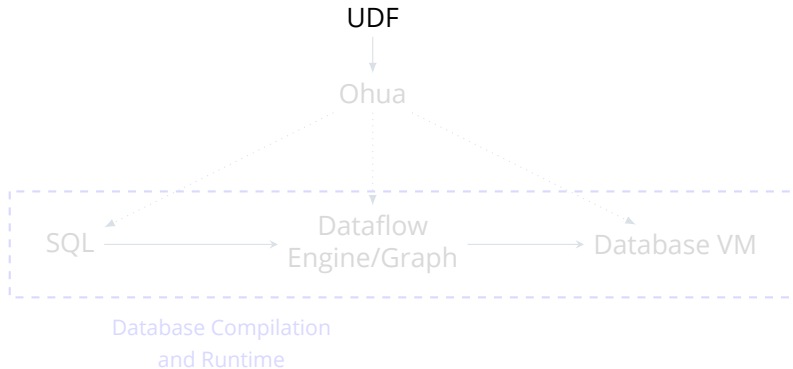 UDF
Ohua
SQL
Dataflow
Engine/Graph
Database VM
Database Compilation
and Runtime